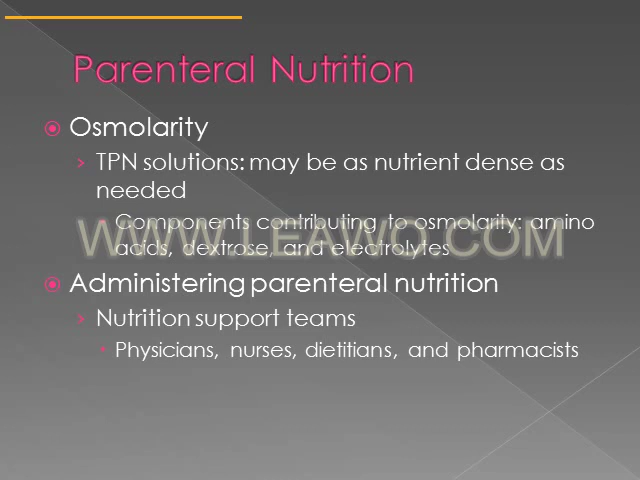 Parenteral Nutrition
Osmolarity
TPN solutions: may be as nutrient dense as
needed
Components contributing to osmolarity: amino
acids, dextrose, and electrolytes
WWW.LEAWO.COM
Administering parenteral nutrition
Nutrition support teams
Physicians, nurses, dietitians, and pharmacists